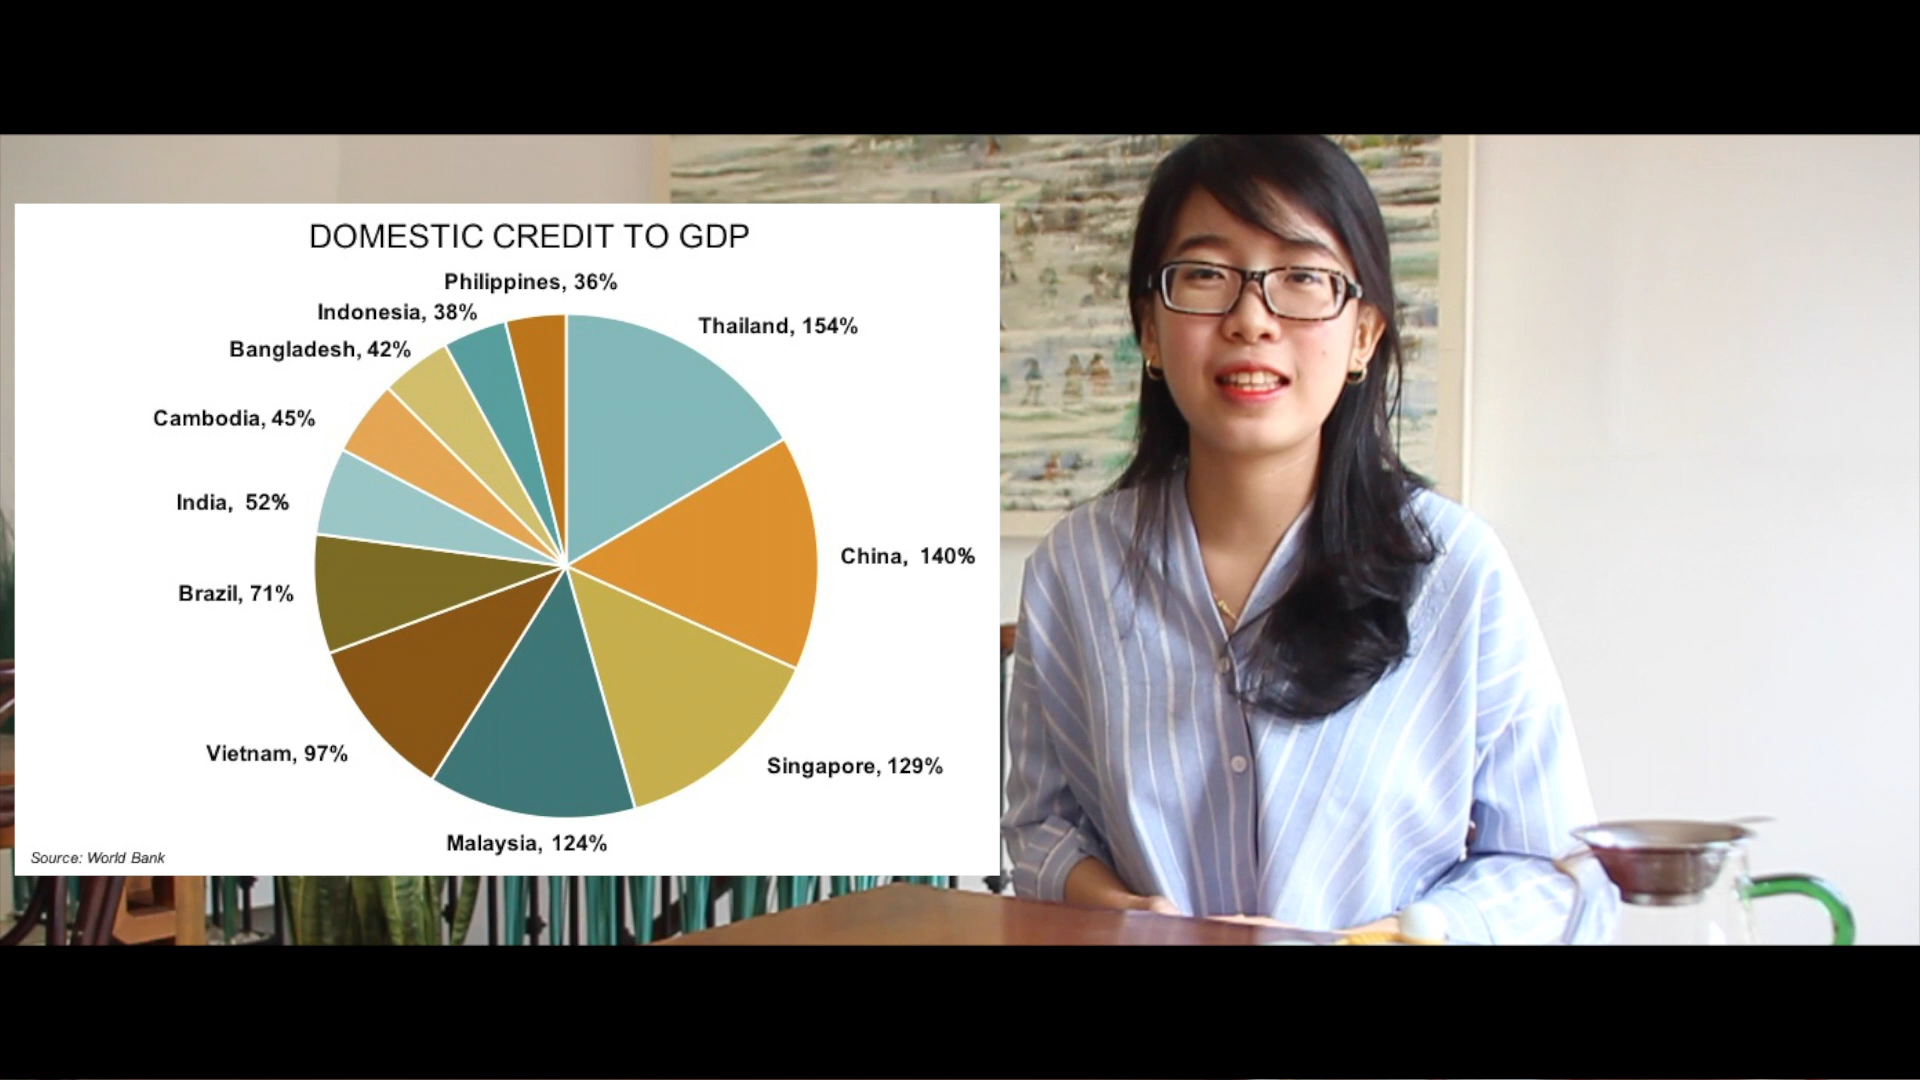 DOMESTIC CREDIT TO GDP
Philippines, 36%
Indonesia, 38%
Thailand, 154%
Bangladesh, 42%
Cambodia, 45%
India, 52%
China, 140%
Brazil, 71%
Vietnam, 97%
Singapore, 129%
Malaysia, 124%
Source: World Bank